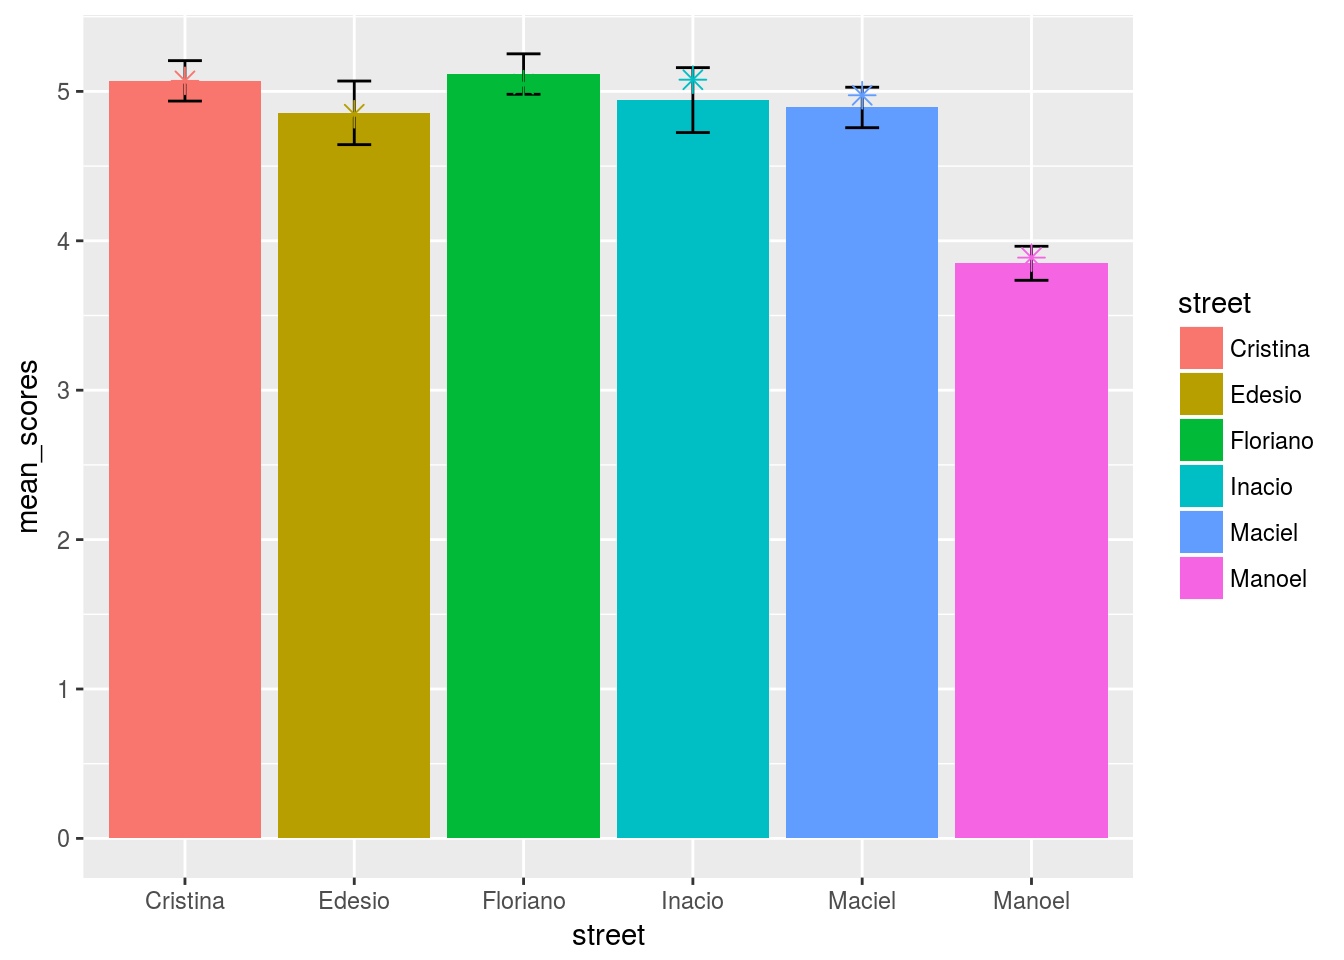 mean_scores
5
4
3
2
1
0
Cristina Edesio Floriano Inacio Maciel Manoel
street
street
Cristina
Edesio
Floriano
Inacio
Maciel
Manoel